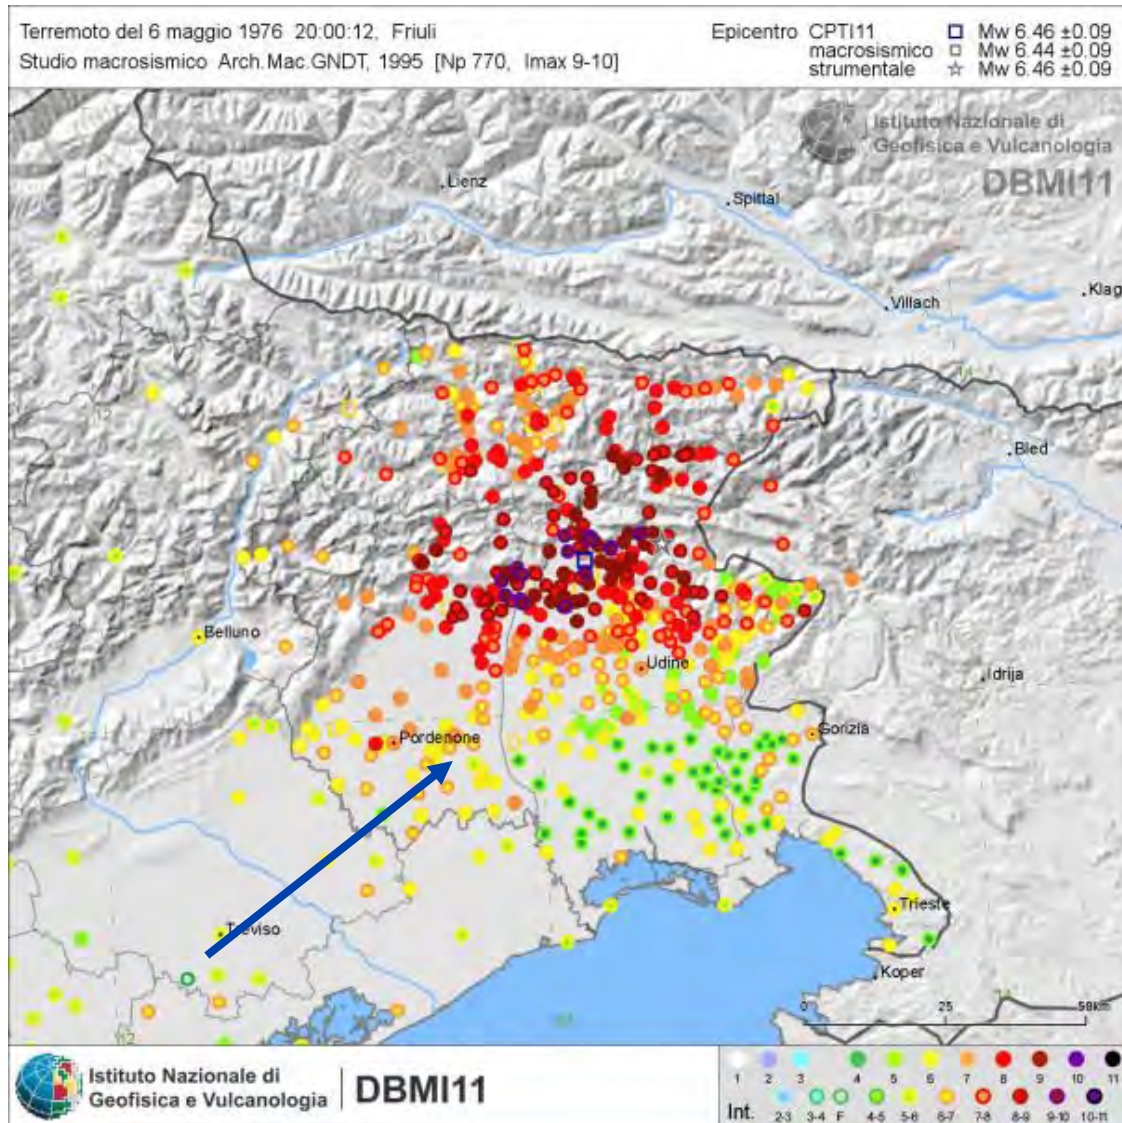 Terremoto del 6 maggio 1976 20:00:12, Friuli
Studio macrosismico Arch.Mac.GNDT, 1995 [Np 770, Imax 9-10]
Epicentro CPTI11 Mw 6.46 ±0.09
macrosismico Mw 6.44 ±0.09
strumentale Mw 6.46 ±0.09
Istituto Nazionale di
Geofisica e Vulcanologia
DBMI11
Lienz
Spittal
Klag
Villach
12
Bled
Belluno
Udine
Idrija
Gorizia
Pordenone
Treviso
Trieste
Koper
0 25 50km
12
Istituto Nazionale di
Geofisica e Vulcanologia
DBMI11
1 2 3 4 5 6 7 8 9 10 11
Int. 2-3 3-4 F 4-5 5-6 6-7 7-8 8-9 9-10 10-11